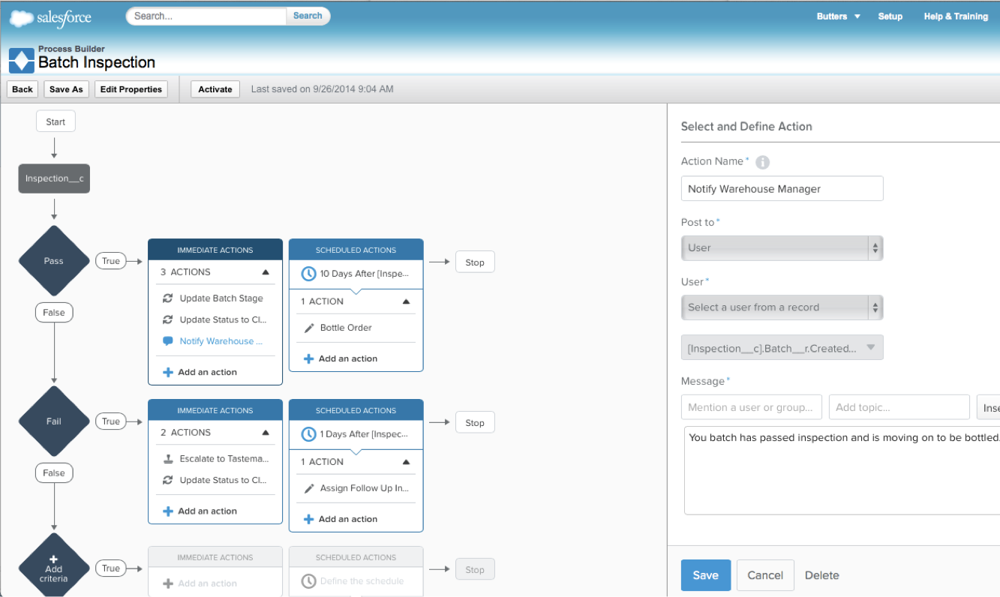 salesforce
Search...
Search
Butters
Setup
Help & Training
Process Builder
Batch Inspection
Back
Save As
Edit Properties
Activate
Last saved on 9/26/2014 9:04 AM
Start
Inspection__c
Pass
True
IMMEDIATE ACTIONS
3 ACTIONS
Update Batch Stage
Update Status to Cl...
Notify Warehouse ...
Add an action
SCHEDULED ACTIONS
10 Days After [Inspe...
1 ACTION
Bottle Order
Add an action
Stop
False
Fail
True
IMMEDIATE ACTIONS
2 ACTIONS
Escalate to Tastema...
Update Status to Cl...
Add an action
SCHEDULED ACTIONS
1 Days After [Inspec...
1 ACTION
Assign Follow Up In...
Add an action
Stop
False
Add
criteria
True
IMMEDIATE ACTIONS
Add an action
SCHEDULED ACTIONS
Define the schedule
Stop
Select and Define Action
Action Name*
Notify Warehouse Manager
Post to*
User
User*
Select a user from a record
[Inspection__c].Batch__r.Created...
Message*
Mention a user or group...
Add topic...
Inse
You batch has passed inspection and is moving on to be bottled.
Save
Cancel
Delete